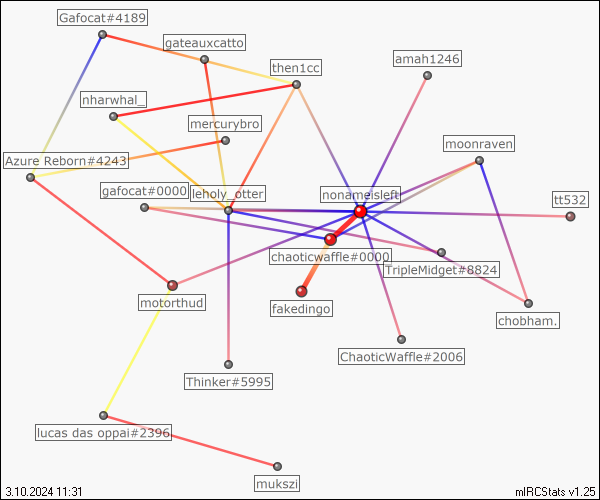 Gafocat#4189
gateauxcatto
amah1246
then1cc
nharwhal_
mercurybro
moonraven
Azure Reborn#4243
gafocat#0000
leholy_otter
nonameisleft
tt532
chaoticwaffle#0000
TripleMidget#8824
motorthud
fakedingo
chobham.
ChaoticWaffle#2006
Thinker#5995
lucas das oppai#2396
mukszi
3.10.2024 11:31
mIRCStats v1.25